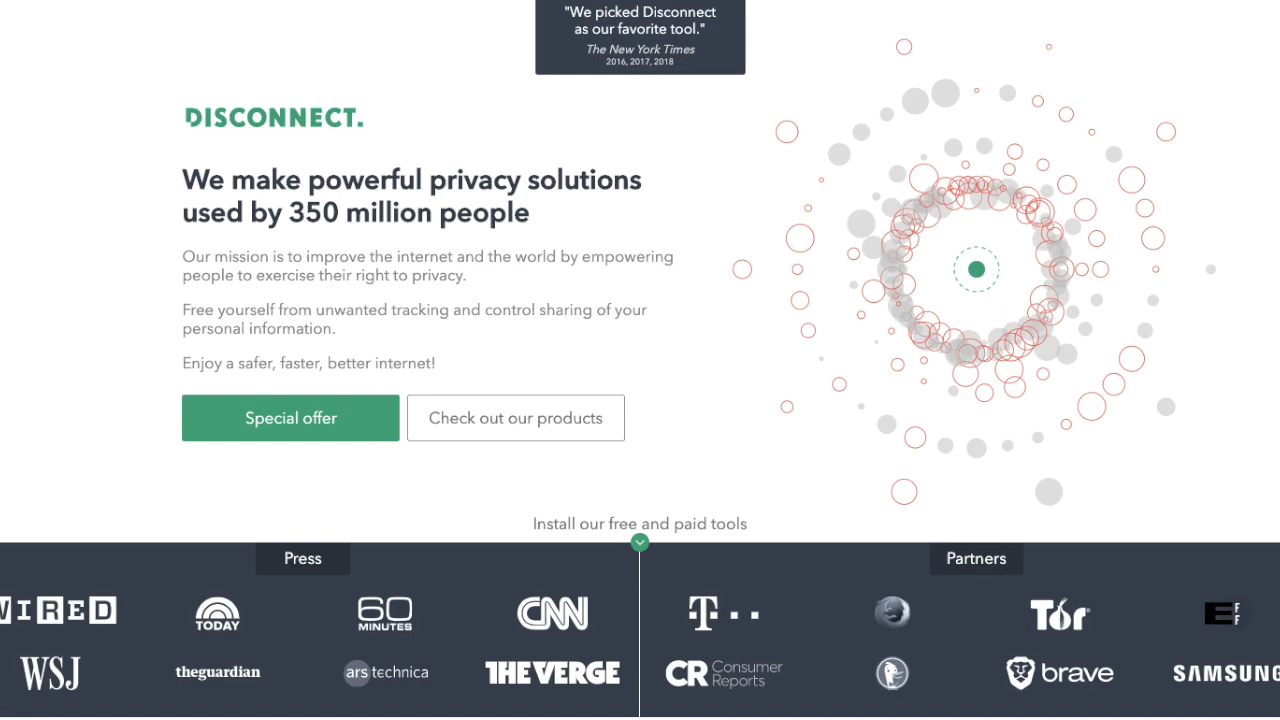 "We picked Disconnect
as our favorite tool."
The New York Times
2016, 2017, 2018
DISCONNECT.
We make powerful privacy solutions
used by 350 million people
Our mission is to improve the internet and the world by empowering
people to exercise their right to privacy.
Free yourself from unwanted tracking and control sharing of your
personal information.
Enjoy a safer, faster, better internet!
Special offer
Check out our products
Install our free and paid tools
Press
Partners
WIRED
TODAY
60
MINUTES
CNN
T
Tor
EFF
WSJ
theguardian
ars technica
THE VERGE
CR Consumer
Reports
brave
SAMSUNG